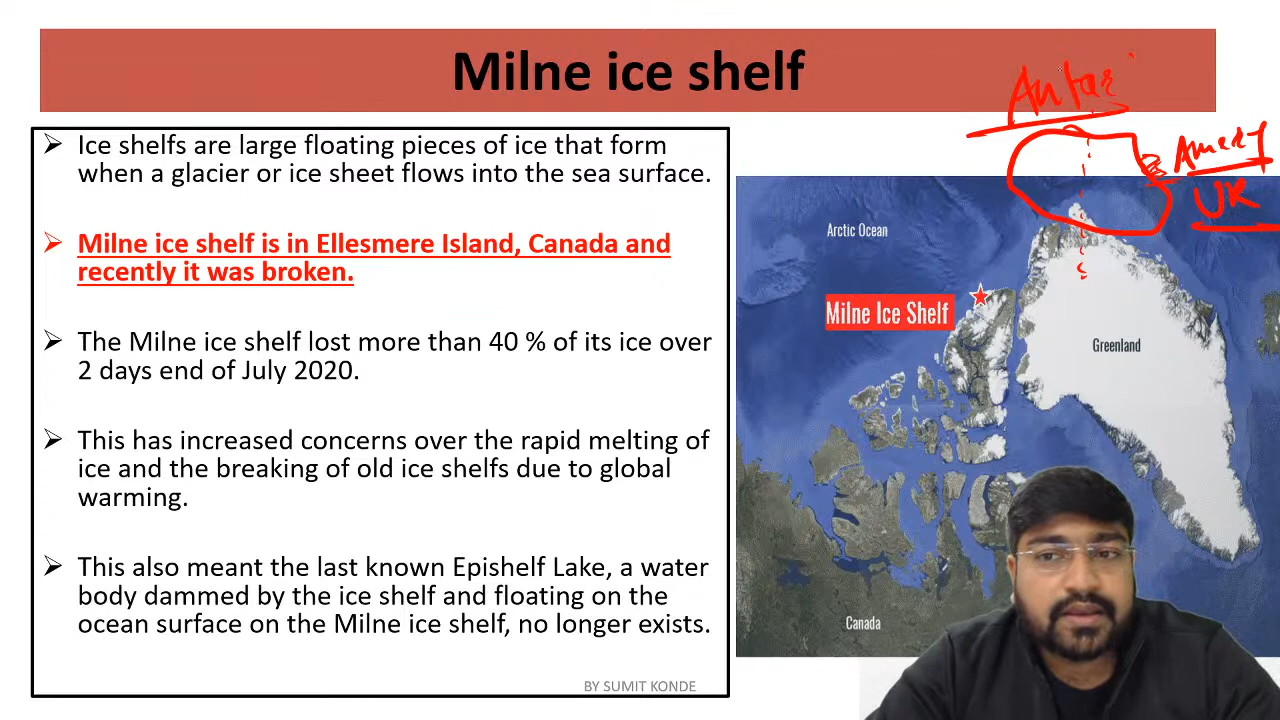 Milne ice shelf
Antar
Amery
UK
Ice shelfs are large floating pieces of ice that form
when a glacier or ice sheet flows into the sea surface.
Milne ice shelf is in Ellesmere Island, Canada and
recently it was broken.
The Milne ice shelf lost more than 40 % of its ice over
2 days end of July 2020.
This has increased concerns over the rapid melting of
ice and the breaking of old ice shelfs due to global
warming.
This also meant the last known Epishelf Lake, a water
body dammed by the ice shelf and floating on the
ocean surface on the Milne ice shelf, no longer exists.
BY SUMIT KONDE
Arctic Ocean
Milne Ice Shelf
Greenland
Canada